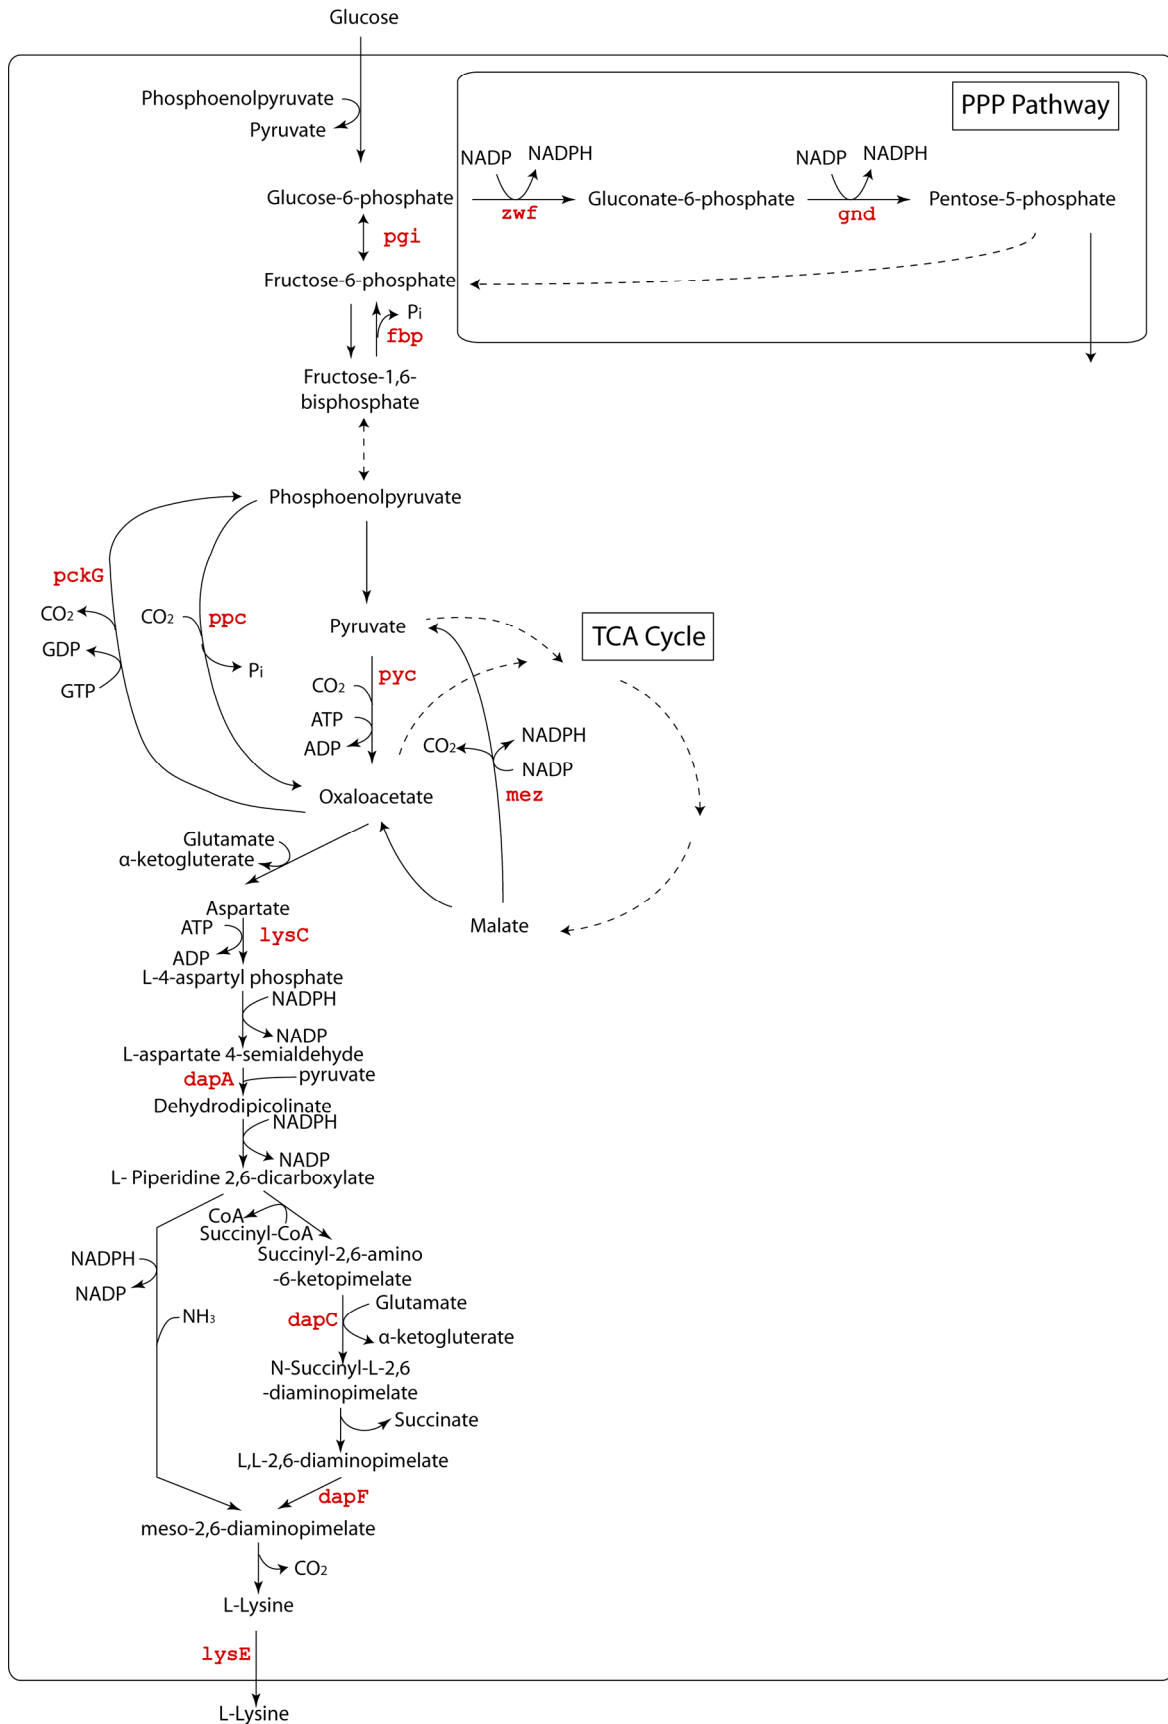 Glucose
Phosphoenolpyruvate
Pyruvate
PPP Pathway
NADP
NADPH
NADP
NADPH
Glucose-6-phosphate
zwf
Gluconate-6-phosphate
gnd
Pentose-5-phosphate
pgi
Fructose-6-phosphate
Pi
fbp
Fructose-1,6-
bisphosphate
Phosphoenolpyruvate
pckG
CO2
GDP
GTP
CO2
ppc
Pi
Pyruvate
TCA Cycle
pyc
CO2
ATP
ADP
CO2
NADPH
NADP
mez
Oxaloacetate
Glutamate
α-ketogluterate
Aspartate
Malate
ATP
lysC
ADP
L-4-aspartyl phosphate
NADPH
NADP
L-aspartate 4-semialdehyde
dapA
pyruvate
Dehydrodipicolinate
NADPH
NADP
L- Piperidine 2,6-dicarboxylate
CoA
Succinyl-CoA
NADPH
NADP
Succinyl-2,6-amino
-6-ketopimelate
NH3
dapC
Glutamate
α-ketogluterate
N-Succinyl-L-2,6
-diaminopimelate
Succinate
L,L-2,6-diaminopimelate
dapF
meso-2,6-diaminopimelate
CO2
L-Lysine
lysE
L-Lysine